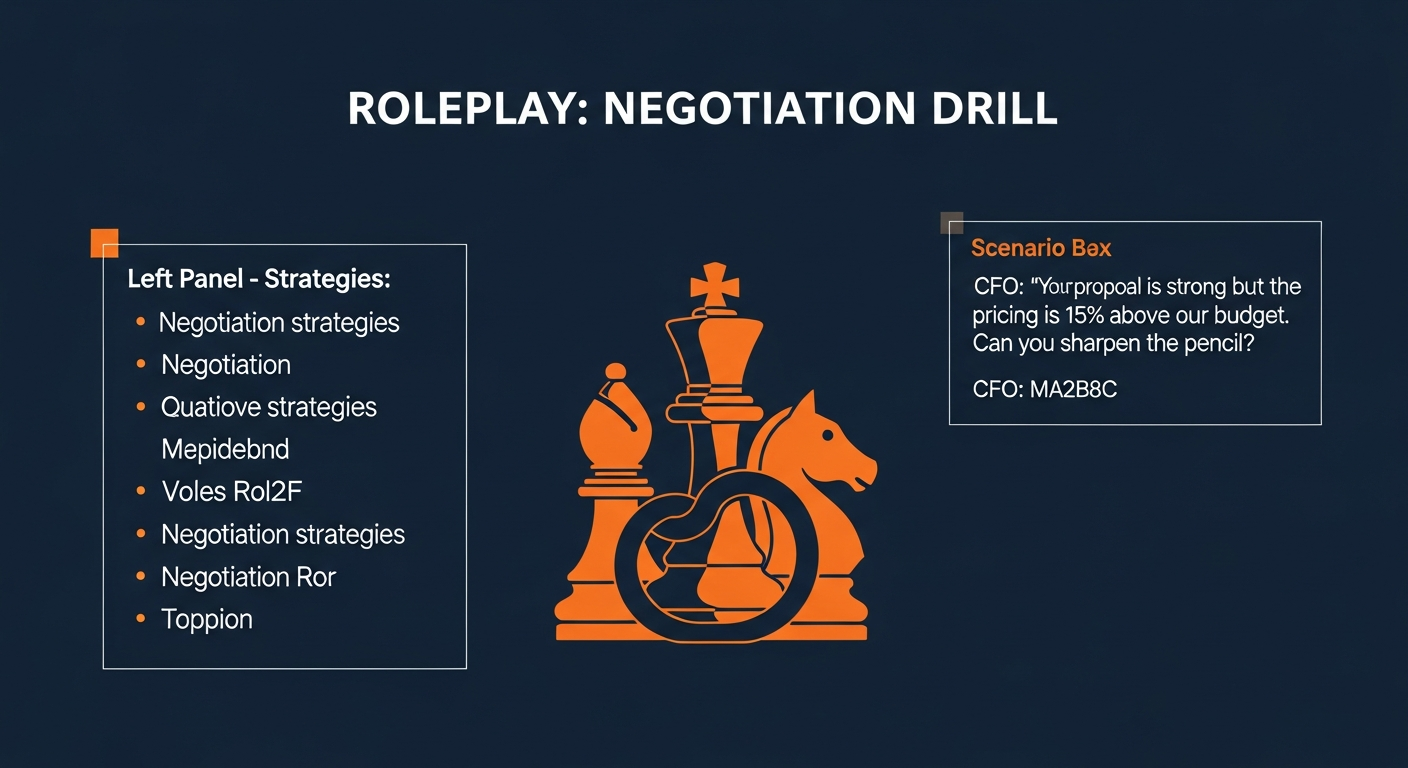 ROLEPLAY: NEGOTIATION DRILL
Left Panel - Strategies:
• Negotiation strategies
• Negotiation
• Quatiove strategies
Mepidebnd
• Voles Rol2F
• Negotiation strategies
• Negotiation Ror
• Toppion
Scenario Bax
CFO: "Your propoal is strong but the
pricing is 15% above our budget.
Can you sharpen the pencil?
CFO: MA2B8C